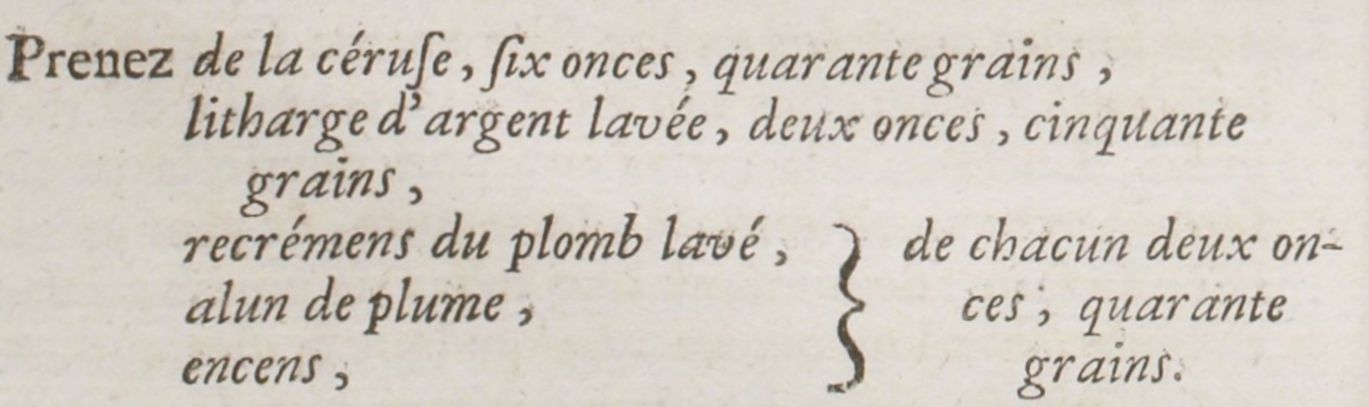 Prenez de la céruſe, ſix onces, quarante grains,
litharge d'argent lavée, deux onces, cinquante
grains,
recrémens du plomb lavé, } de chacun deux on-
alun de plume, ces, quarante
encens, grains.